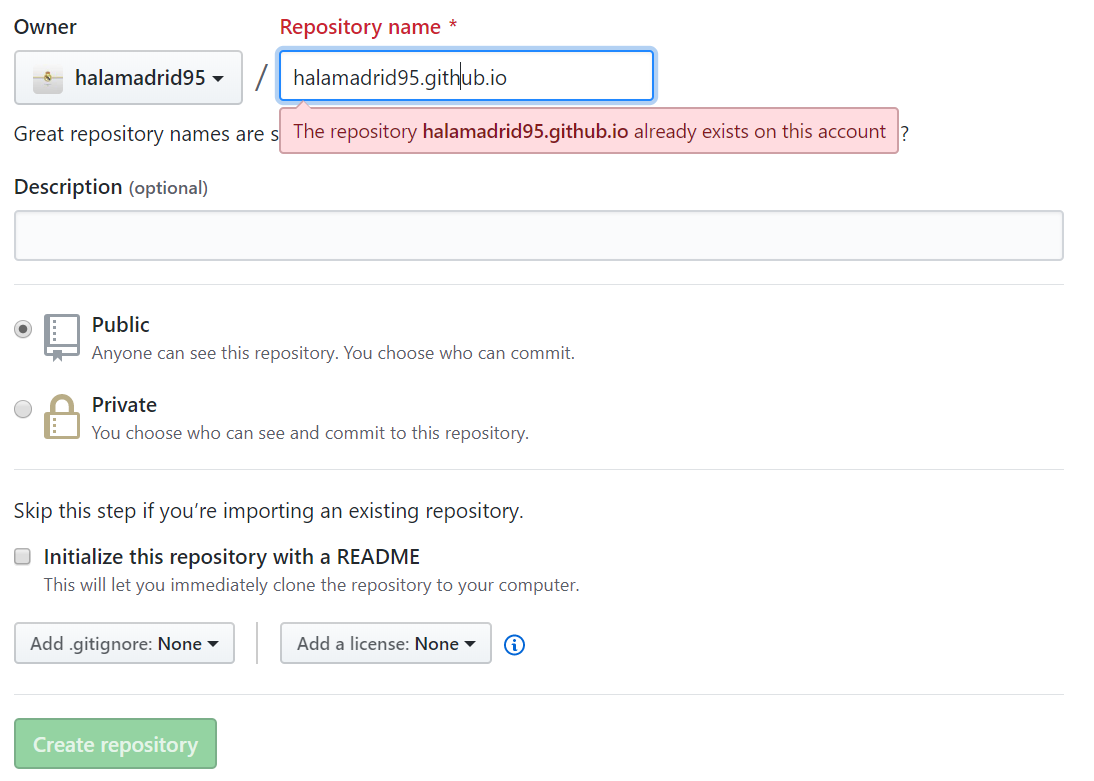 Owner
Repository name *
halamadrid95
/
halamadrid95.github.io
Great repository names are s
The repository halamadrid95.github.io already exists on this account
?
Description (optional)
Public
Anyone can see this repository. You choose who can commit.
Private
You choose who can see and commit to this repository.
Skip this step if you’re importing an existing repository.
Initialize this repository with a README
This will let you immediately clone the repository to your computer.
Add .gitignore: None
Add a license: None
Create repository